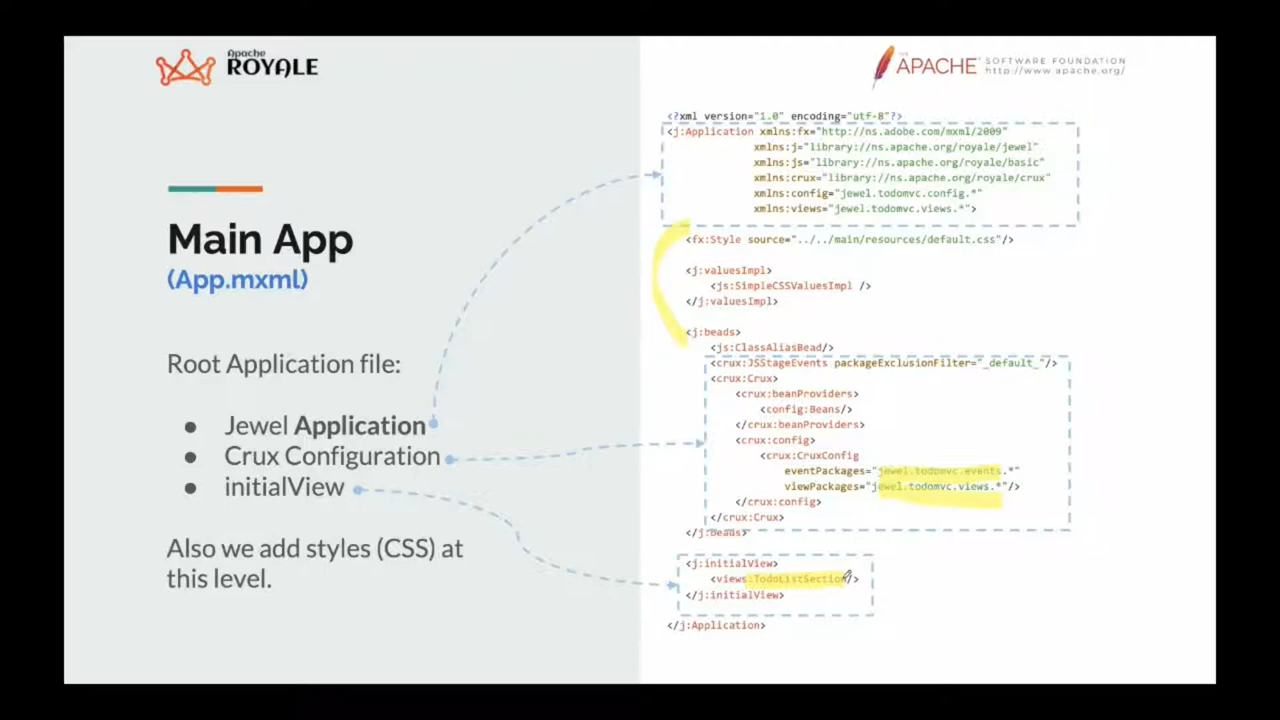 Apache
ROYALE
Main App
(App.mxml)
Root Application file:
● Jewel Application
● Crux Configuration
● initialView
Also we add styles (CSS) at
this level.
THE
APACHE SOFTWARE FOUNDATION
http://www.apache.org/
<?xml version="1.0" encoding="utf-8"?>
<j:Application xmlns:fx="http://ns.adobe.com/mxml/2009"
xmlns:j="library://ns.apache.org/royale/jewel"
xmlns:js="library://ns.apache.org/royale/basic"
xmlns:crux="library://ns.apache.org/royale/crux"
xmlns:config="jewel.todomvc.config.*"
xmlns:views="jewel.todomvc.views.*">
<fx:Style source="../../main/resources/default.css"/>
<j:valuesImpl>
<js:SimpleCSSValuesImpl />
</j:valuesImpl>
<j:beads>
<js:ClassAliasBead/>
<crux:JSStageEvents packageExclusionFilter="_default_"/>
<crux:Crux>
<crux:beanProviders>
<config:Beans/>
</crux:beanProviders>
<crux:config>
<crux:CruxConfig
eventPackages="jewel.todomvc.events.*"
viewPackages="jewel.todomvc.views.*"/>
</crux:config>
</crux:Crux>
</j:beads>
<j:initialView>
<views:TodoListSection/>
</j:initialView>
</j:Application>